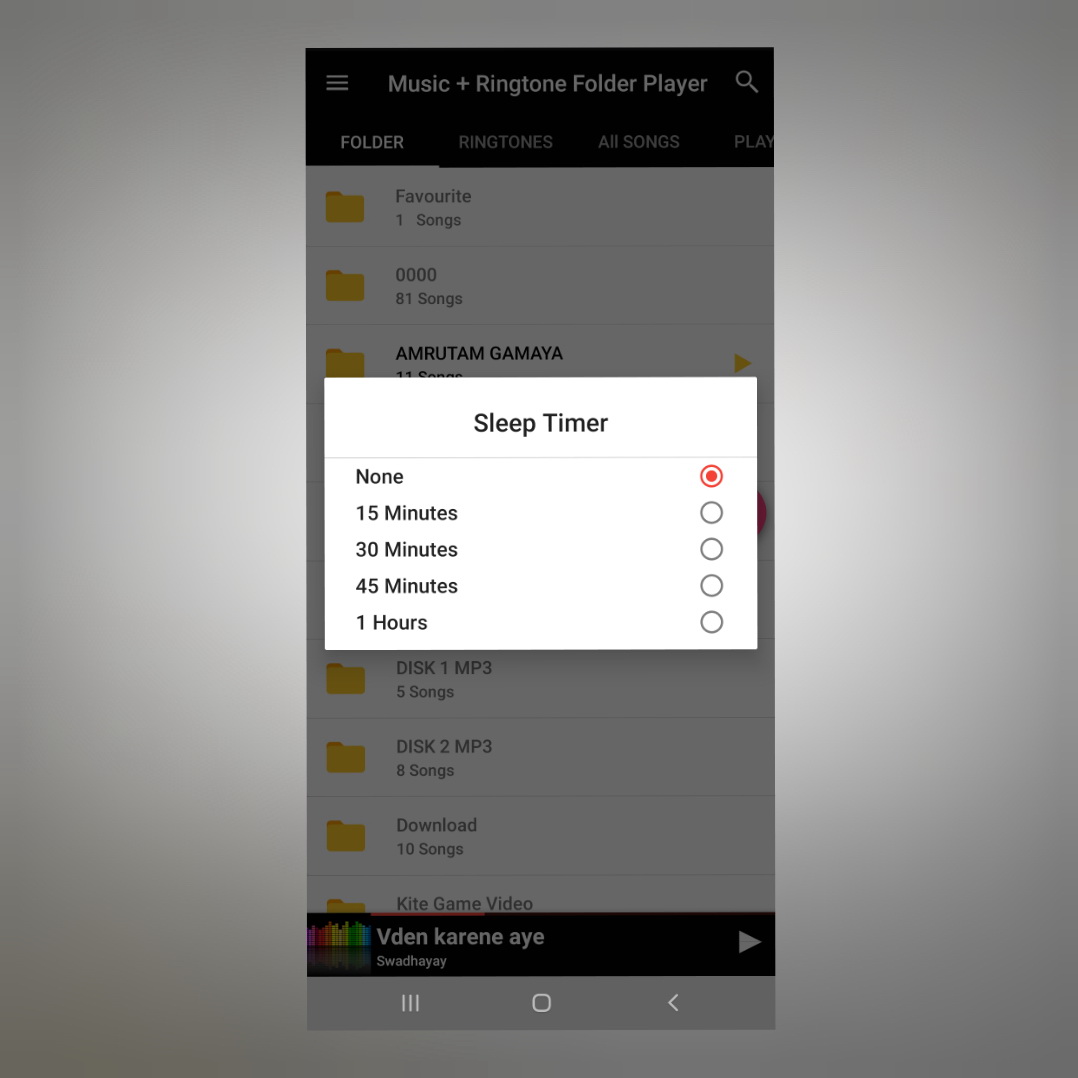 Music + Ringtone Folder Player
FOLDER RINGTONES All SONGS PLAY
Favourite
1 Songs
0000
81 Songs
AMRUTAM GAMAYA
11 Songs
Sleep Timer
None
15 Minutes
30 Minutes
45 Minutes
1 Hours
DISK 1 MP3
5 Songs
DISK 2 MP3
8 Songs
Download
10 Songs
Kite Game Video
Vden karene aye
Swadhayay